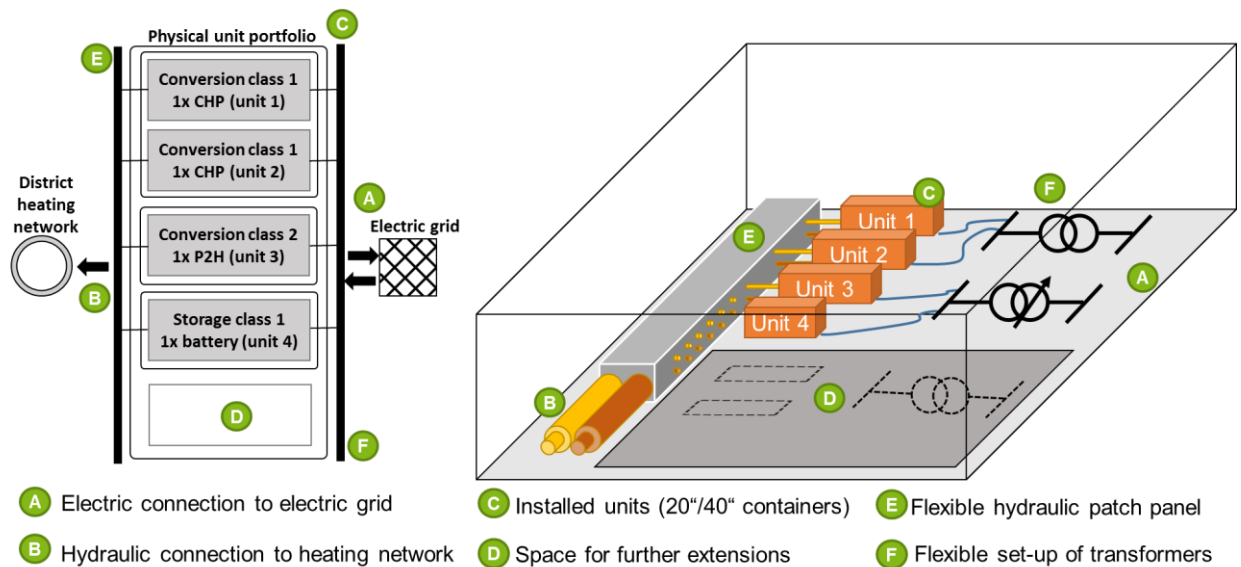 Physical unit portfolio
C
E
Conversion class 1
1x CHP (unit 1)
Conversion class 1
1x CHP (unit 2)
A
District
heating
network
Electric grid
Conversion class 2
1x P2H (unit 3)
B
Storage class 1
1x battery (unit 4)
D
F
C
F
Unit 1
E
Unit 2
A
Unit 3
Unit 4
B
D
A Electric connection to electric grid
B Hydraulic connection to heating network
C Installed units (20“/40“ containers)
D Space for further extensions
E Flexible hydraulic patch panel
F Flexible set-up of transformers